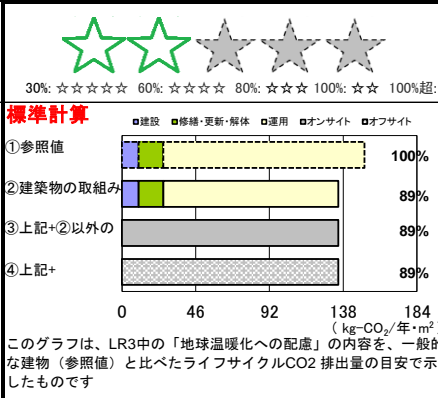 30%: ☆☆☆☆☆ 60%: ☆☆☆☆ 80%: ☆☆☆ 100%: ☆☆ 100%超:
標準計算
■建設 ■修繕・更新・解体 ■運用 ■オンサイト ■オフサイト
①参照値 100%
②建築物の取組み 89%
③上記+②以外の 89%
④上記+ 89%
0 46 92 138 184
( kg-CO2/年・m²)
このグラフは、LR3中の「地球温暖化への配慮」の内容を、一般的
な建物（参照値）と比べたライフサイクルCO2 排出量の目安で示
したものです